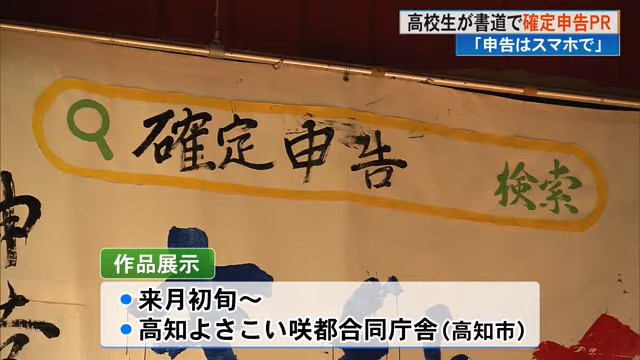 高校生が書道で確定申告PR
「申告はスマホで」
確定申告 検索
申
作品展示
・来月初旬～
・高知よさこい咲都合同庁舎(高知市)